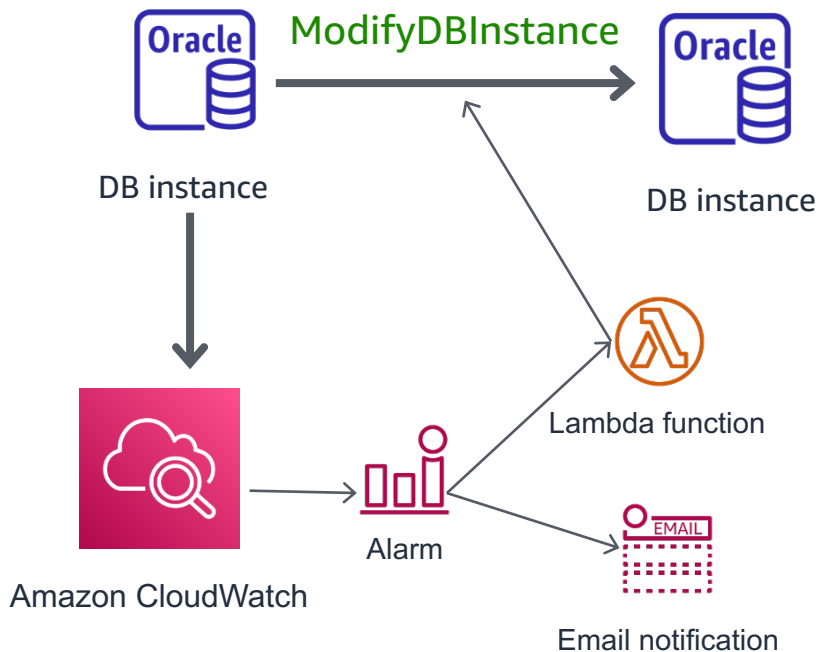 Oracle
ModifyDBInstance
Oracle
DB instance
DB instance
Lambda function
EMAIL
Alarm
Amazon CloudWatch
Email notification